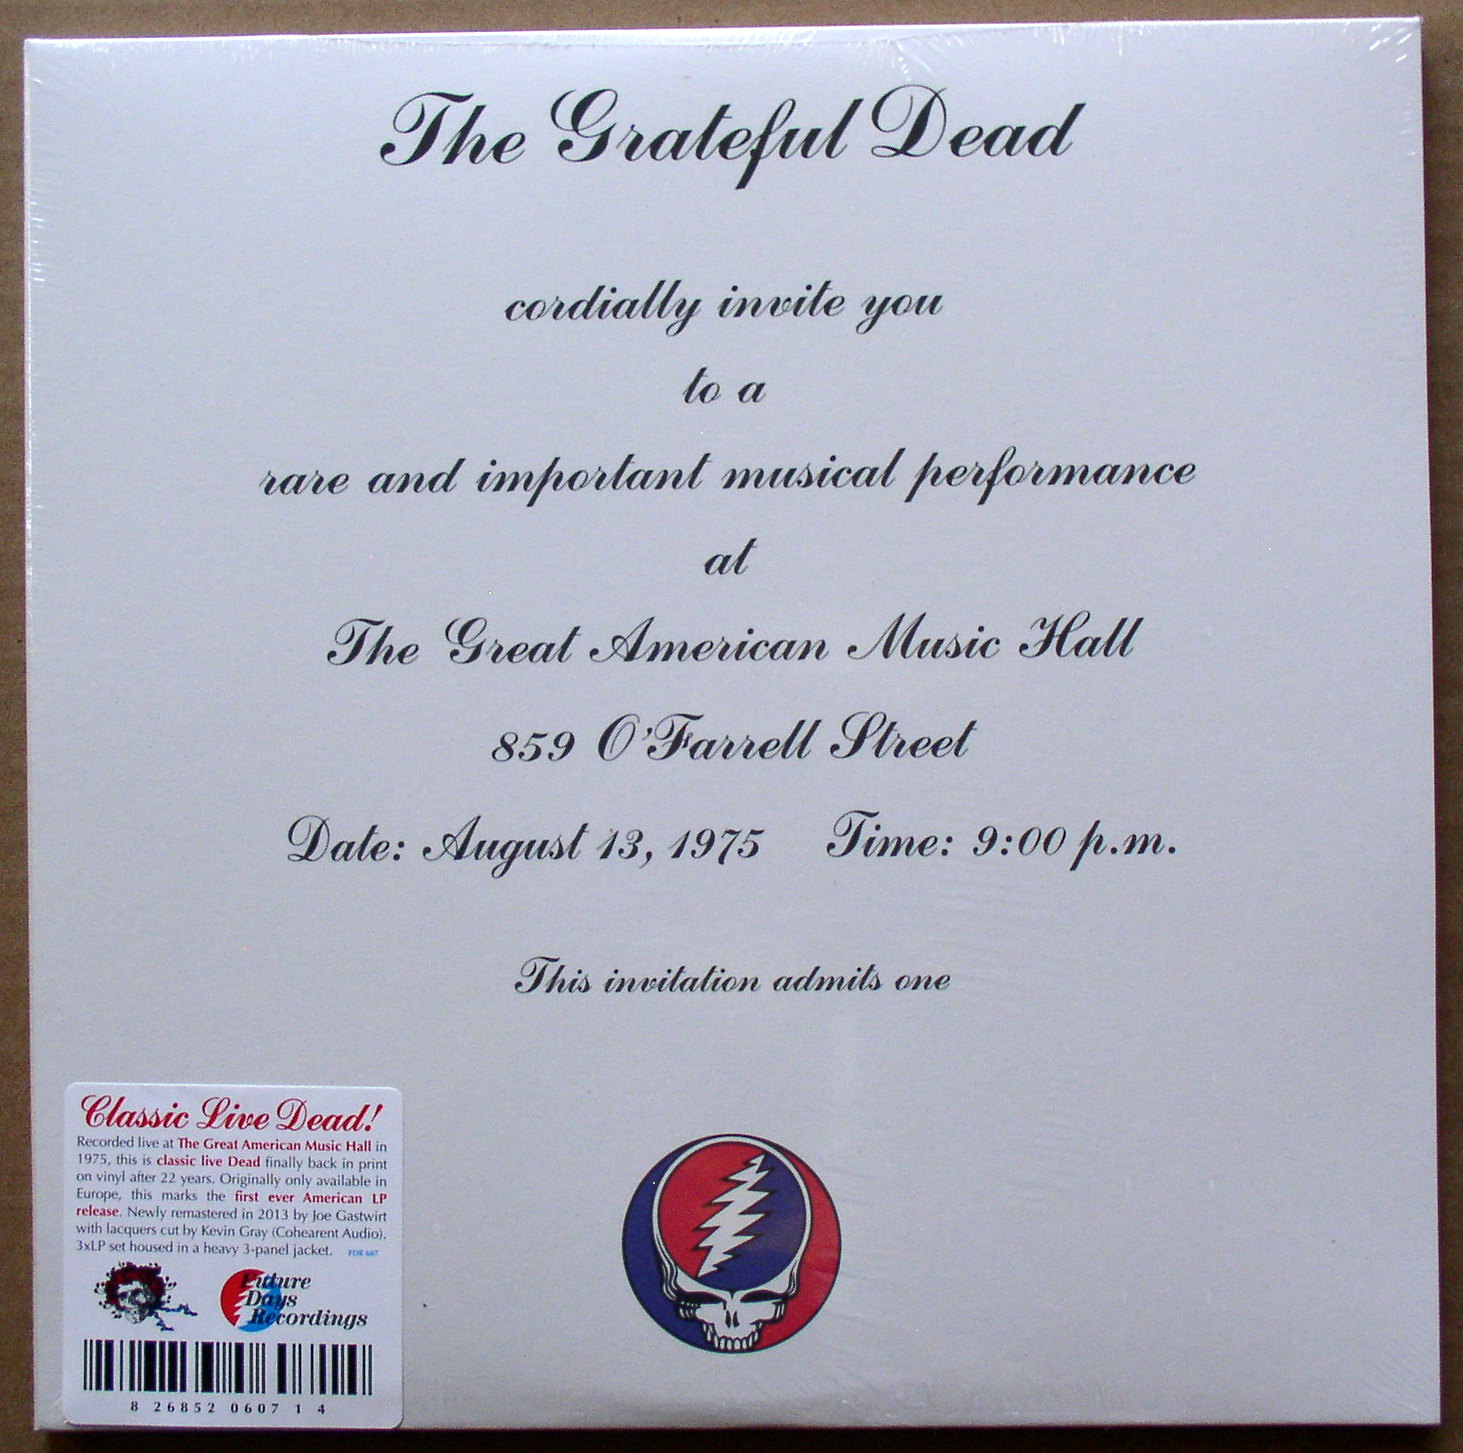 The Grateful Dead
cordially invite you
to a
rare and important musical performance
at
The Great American Music Hall
859 O'Farrell Street
Date: August 13, 1975 Time: 9:00 p.m.
This invitation admits one
Classic Live Dead!
Recorded live at The Great American Music Hall in
1975, this is classic live Dead finally back in print
on vinyl after 22 years. Originally only available in
Europe, this marks the first ever American LP
release. Newly remastered in 2013 by Joe Gastwirt
with lacquers cut by Kevin Gray (Cohearent Audio).
3xLP set housed in a heavy 3-panel jacket. FDR 607
Future
Days
Recordings
8 26852 0607 1 4